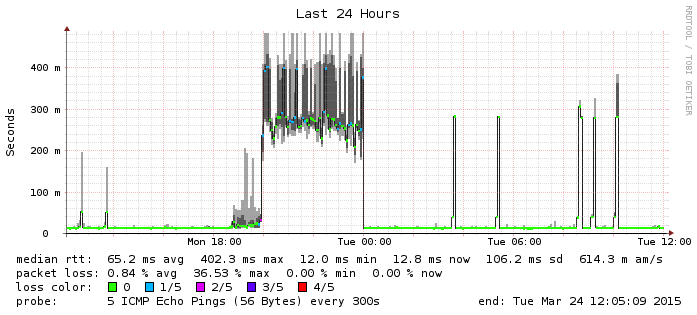 Last 24 Hours
RRDTOOL / TOBI OETIKER
Seconds
400 m
300 m
200 m
100 m
0
Mon 18:00 Tue 00:00 Tue 06:00 Tue 12:00
median rtt: 65.2 ms avg 402.3 ms max 12.0 ms min 12.8 ms now 106.2 ms sd 614.3 m am/s
packet loss: 0.84 % avg 36.53 % max 0.00 % min 0.00 % now
loss color: 0 1/5 2/5 3/5 4/5
probe: 5 ICMP Echo Pings (56 Bytes) every 300s end: Tue Mar 24 12:05:09 2015